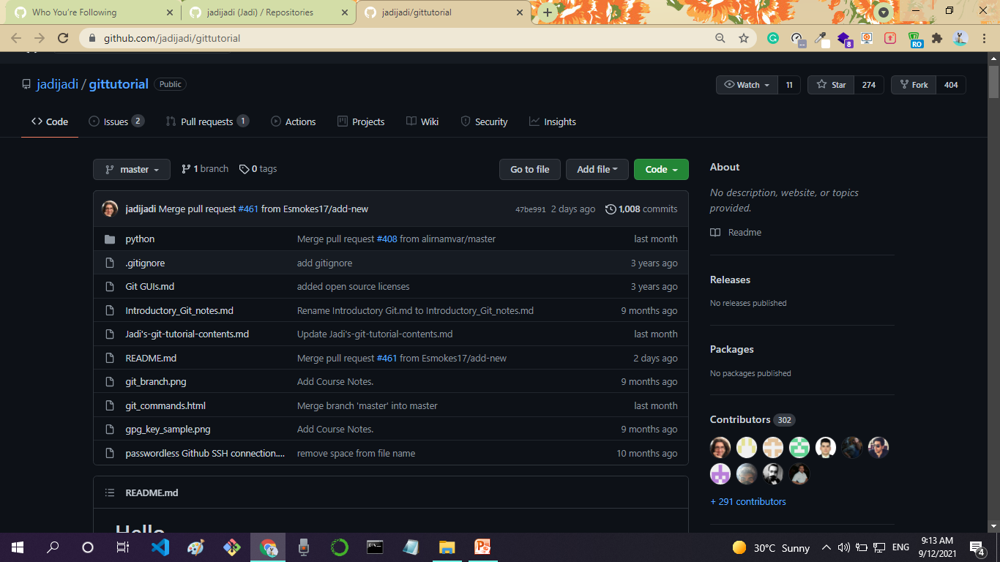 Who You're Following
jadijadi (Jadi) / Repositories
jadijadi/gittutorial
github.com/jadijadi/gittutorial
--
8
RO
jadijadi / gittutorial Public
Watch 11 Star 274 Fork 404
Code Issues 2 Pull requests 1 Actions Projects Wiki Security Insights
master 1 branch 0 tags Go to file Add file Code
jadijadi Merge pull request #461 from Esmokes17/add-new 47be991 2 days ago 1,008 commits
python Merge pull request #408 from alirnamvar/master last month
.gitignore add gitignore 3 years ago
Git GUIs.md added open source licenses 3 years ago
Introductory_Git_notes.md Rename Introductory Git.md to Introductory_Git_notes.md 9 months ago
Jadi's-git-tutorial-contents.md Update Jadi's-git-tutorial-contents.md last month
README.md Merge pull request #461 from Esmokes17/add-new 2 days ago
git_branch.png Add Course Notes. 9 months ago
git_commands.html Merge branch 'master' into master last month
gpg_key_sample.png Add Course Notes. 9 months ago
passwordless Github SSH connection.... remove space from file name 10 months ago
README.md
Hello
About
No description, website, or topics
provided.
Readme
Releases
No releases published
Packages
No packages published
Contributors 302
+ 291 contributors
30°C Sunny
ENG
9:13 AM
9/12/2021
4